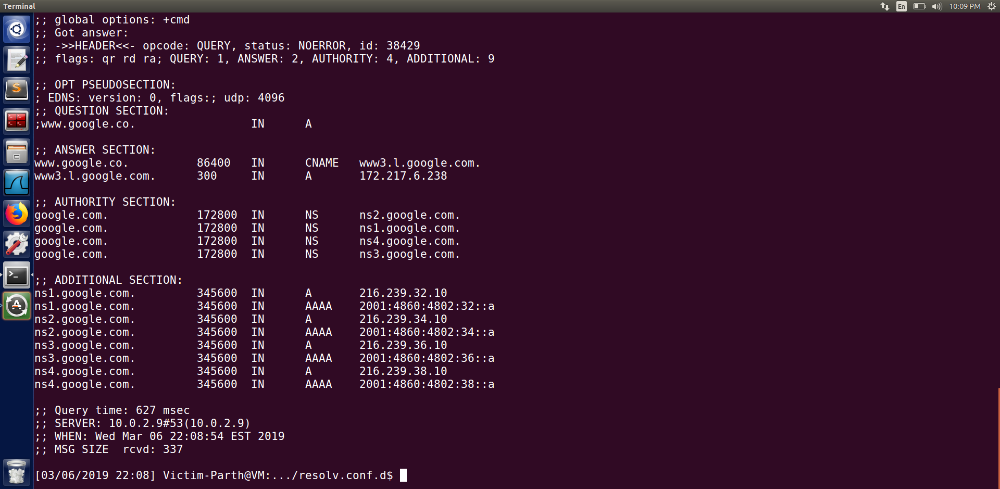 Terminal
En
10:09 PM
;; global options: +cmd
;; Got answer:
;; ->>HEADER<<- opcode: QUERY, status: NOERROR, id: 38429
;; flags: qr rd ra; QUERY: 1, ANSWER: 2, AUTHORITY: 4, ADDITIONAL: 9
;; OPT PSEUDOSECTION:
; EDNS: version: 0, flags:; udp: 4096
;; QUESTION SECTION:
;www.google.co. IN A
;; ANSWER SECTION:
www.google.co. 86400 IN CNAME www3.l.google.com.
www3.l.google.com. 300 IN A 172.217.6.238
;; AUTHORITY SECTION:
google.com. 172800 IN NS ns2.google.com.
google.com. 172800 IN NS ns1.google.com.
google.com. 172800 IN NS ns4.google.com.
google.com. 172800 IN NS ns3.google.com.
;; ADDITIONAL SECTION:
ns1.google.com. 345600 IN A 216.239.32.10
ns1.google.com. 345600 IN AAAA 2001:4860:4802:32::a
ns2.google.com. 345600 IN A 216.239.34.10
ns2.google.com. 345600 IN AAAA 2001:4860:4802:34::a
ns3.google.com. 345600 IN A 216.239.36.10
ns3.google.com. 345600 IN AAAA 2001:4860:4802:36::a
ns4.google.com. 345600 IN A 216.239.38.10
ns4.google.com. 345600 IN AAAA 2001:4860:4802:38::a
;; Query time: 627 msec
;; SERVER: 10.0.2.9#53(10.0.2.9)
;; WHEN: Wed Mar 06 22:08:54 EST 2019
;; MSG SIZE rcvd: 337
[03/06/2019 22:08] Victim-Parth@VM:.../resolv.conf.d$